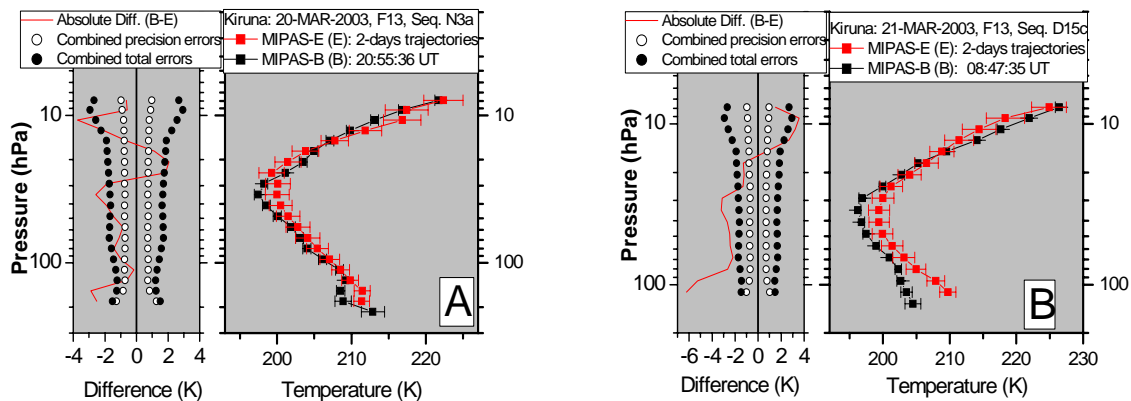 Absolute Diff. (B-E)
Combined precision errors
Combined total errors
Kiruna: 20-MAR-2003, F13, Seq. N3a
MIPAS-E (E): 2-days trajectories
MIPAS-B (B): 20:55:36 UT
Pressure (hPa)
10
100
-4 -2 0 2 4
Difference (K)
200 210 220
Temperature (K)
10
100
A
Absolute Diff. (B-E)
Combined precision errors
Combined total errors
Kiruna: 21-MAR-2003, F13, Seq. D15c
MIPAS-E (E): 2-days trajectories
MIPAS-B (B): 08:47:35 UT
Pressure (hPa)
10
100
-6 -4 -2 0 2 4
Difference (K)
200 210 220 230
Temperature (K)
10
100
B